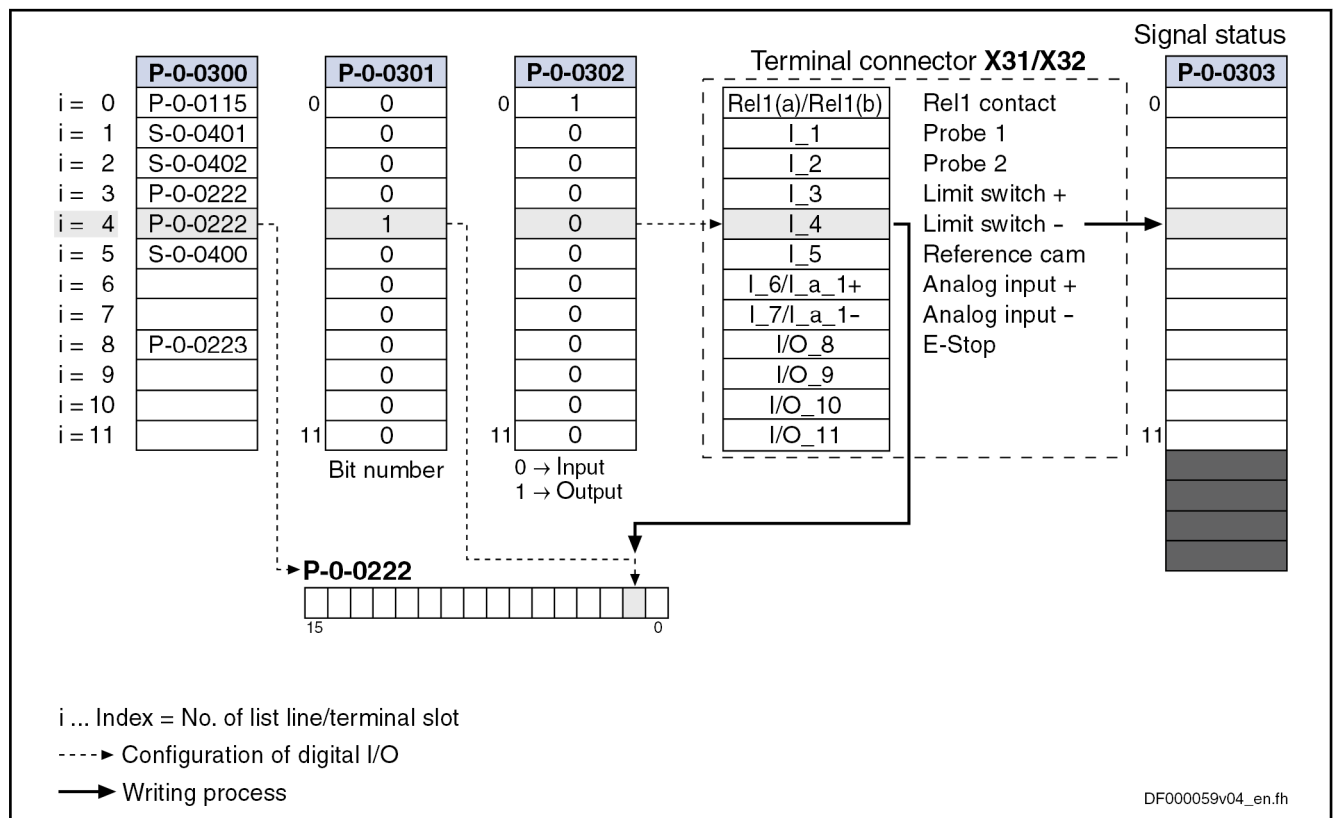 Signal status
Terminal connector X31/X32
P-0-0300 P-0-0301 P-0-0302 P-0-0303
i = 0 P-0-0115 0 0 0 1 Rel1(a)/Rel1(b) Rel1 contact 0
i = 1 S-0-0401 0 0 I_1 Probe 1
i = 2 S-0-0402 0 0 I_2 Probe 2
i = 3 P-0-0222 0 0 I_3 Limit switch +
i = 4 P-0-0222 1 0 I_4 Limit switch –
i = 5 S-0-0400 0 0 I_5 Reference cam
i = 6 0 0 I_6/I_a_1+ Analog input +
i = 7 0 0 I_7/I_a_1– Analog input –
i = 8 P-0-0223 0 0 I/O_8 E-Stop
i = 9 0 0 I/O_9
i = 10 0 0 I/O_10
i = 11 11 0 11 0 I/O_11 11
Bit number 0 → Input
1 → Output
P-0-0222
15 0
i ... Index = No. of list line/terminal slot
Configuration of digital I/O
Writing process
DF000059v04_en.fh